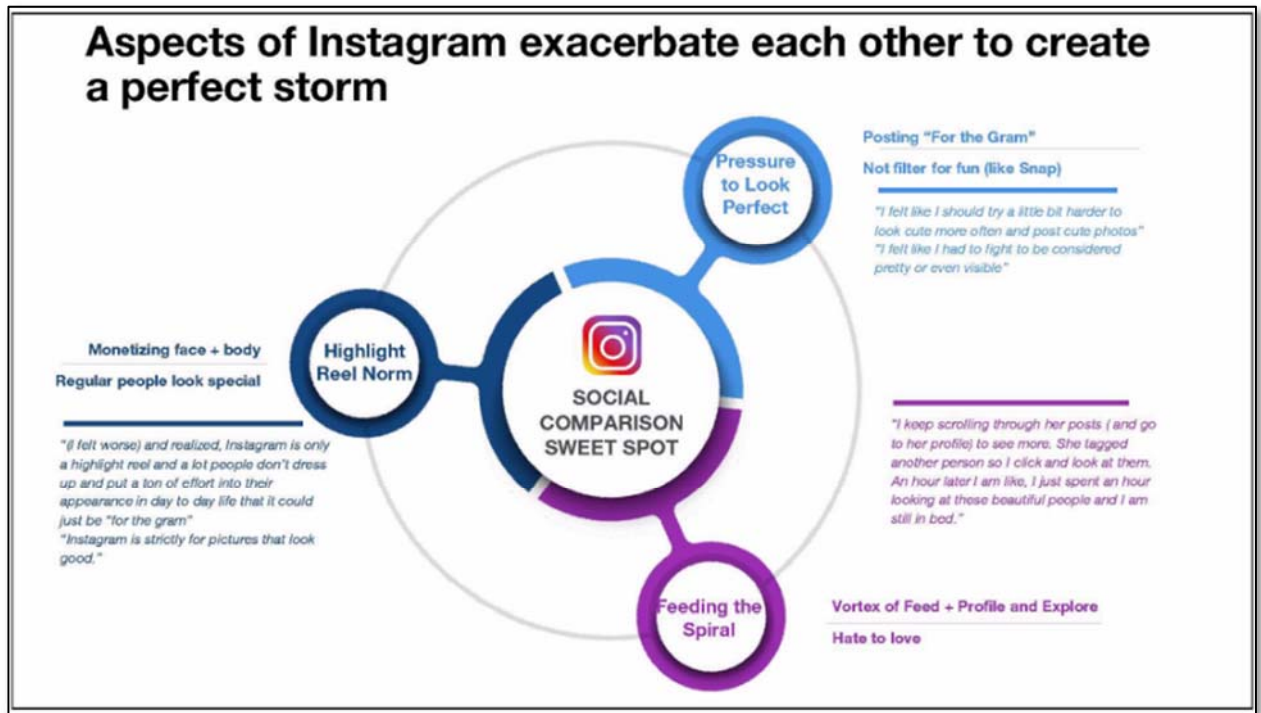 Aspects of Instagram exacerbate each other to create
a perfect storm
Pressure
to Look
Perfect
Posting “For the Gram”
Not filter for fun (like Snap)
"I felt like I should try a little bit harder to
look cute more often and post cute photos"
"I felt like I had to fight to be considered
pretty or even visible"
Highlight
Reel Norm
Monetizing face + body
Regular people look special
"(I felt worse) and realized, Instagram is only
a highlight reel and a lot people don't dress
up and put a ton of effort into their
appearance in day to day life that it could
just be "for the gram"
"Instagram is strictly for pictures that look
good."
SOCIAL
COMPARISON
SWEET SPOT
"I keep scrolling through her posts ( and go
to her profile) to see more. She tagged
another person so I click and look at them.
An hour later I am like, I just spent an hour
looking at these beautiful people and I am
still in bed."
Feeding the
Spiral
Vortex of Feed + Profile and Explore
Hate to love